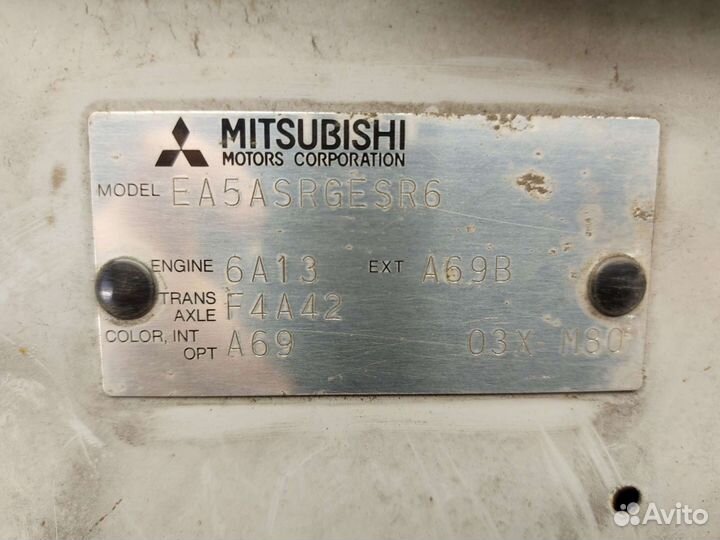 MITSUBISHI
MOTORS CORPORATION
MODEL EA5ASRGESR6
ENGINE 6A13 EXT A69B
TRANS AXLE F4A42
COLOR, INT OPT A69 03X M80
Avito